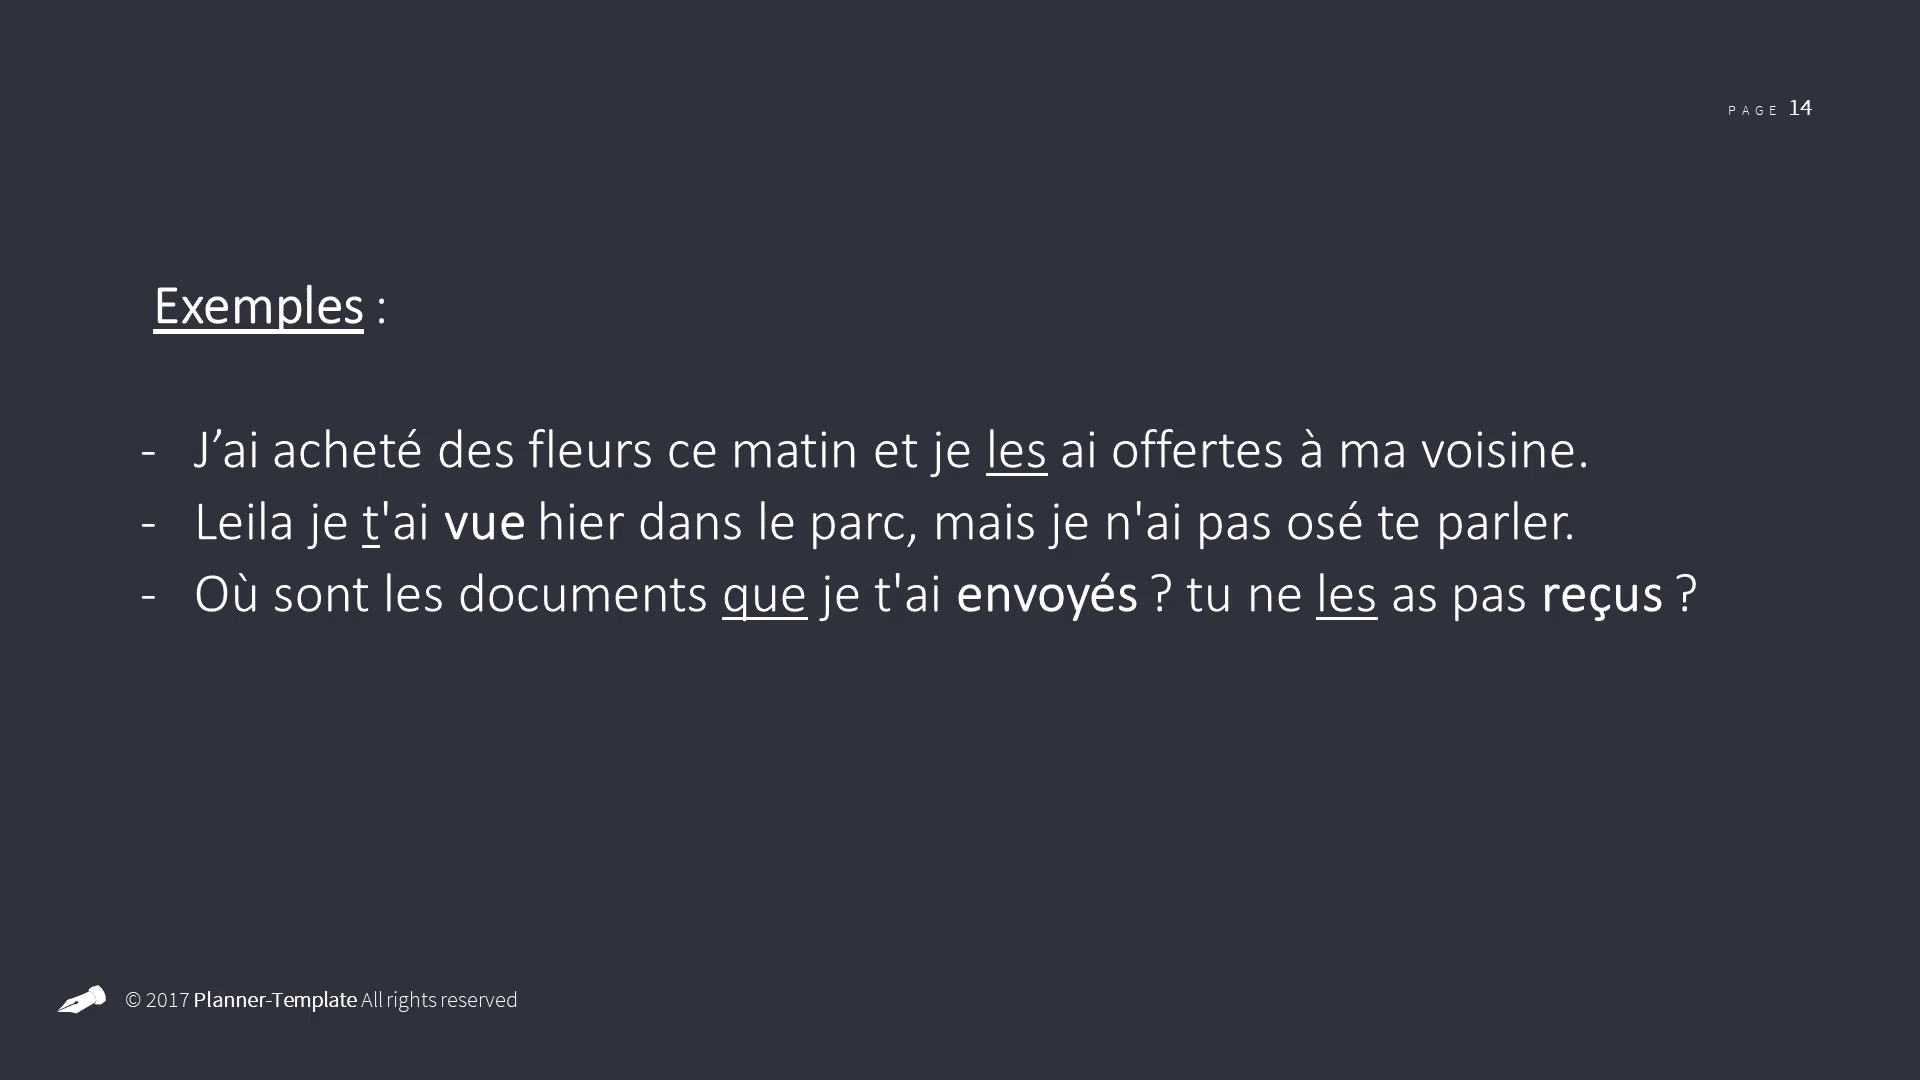 PAGE 14
Exemples :
- J’ai acheté des fleurs ce matin et je les ai offertes à ma voisine.
- Leila je t'ai vue hier dans le parc, mais je n'ai pas osé te parler.
- Où sont les documents que je t'ai envoyés ? tu ne les as pas reçus ?
© 2017 Planner-Template All rights reserved